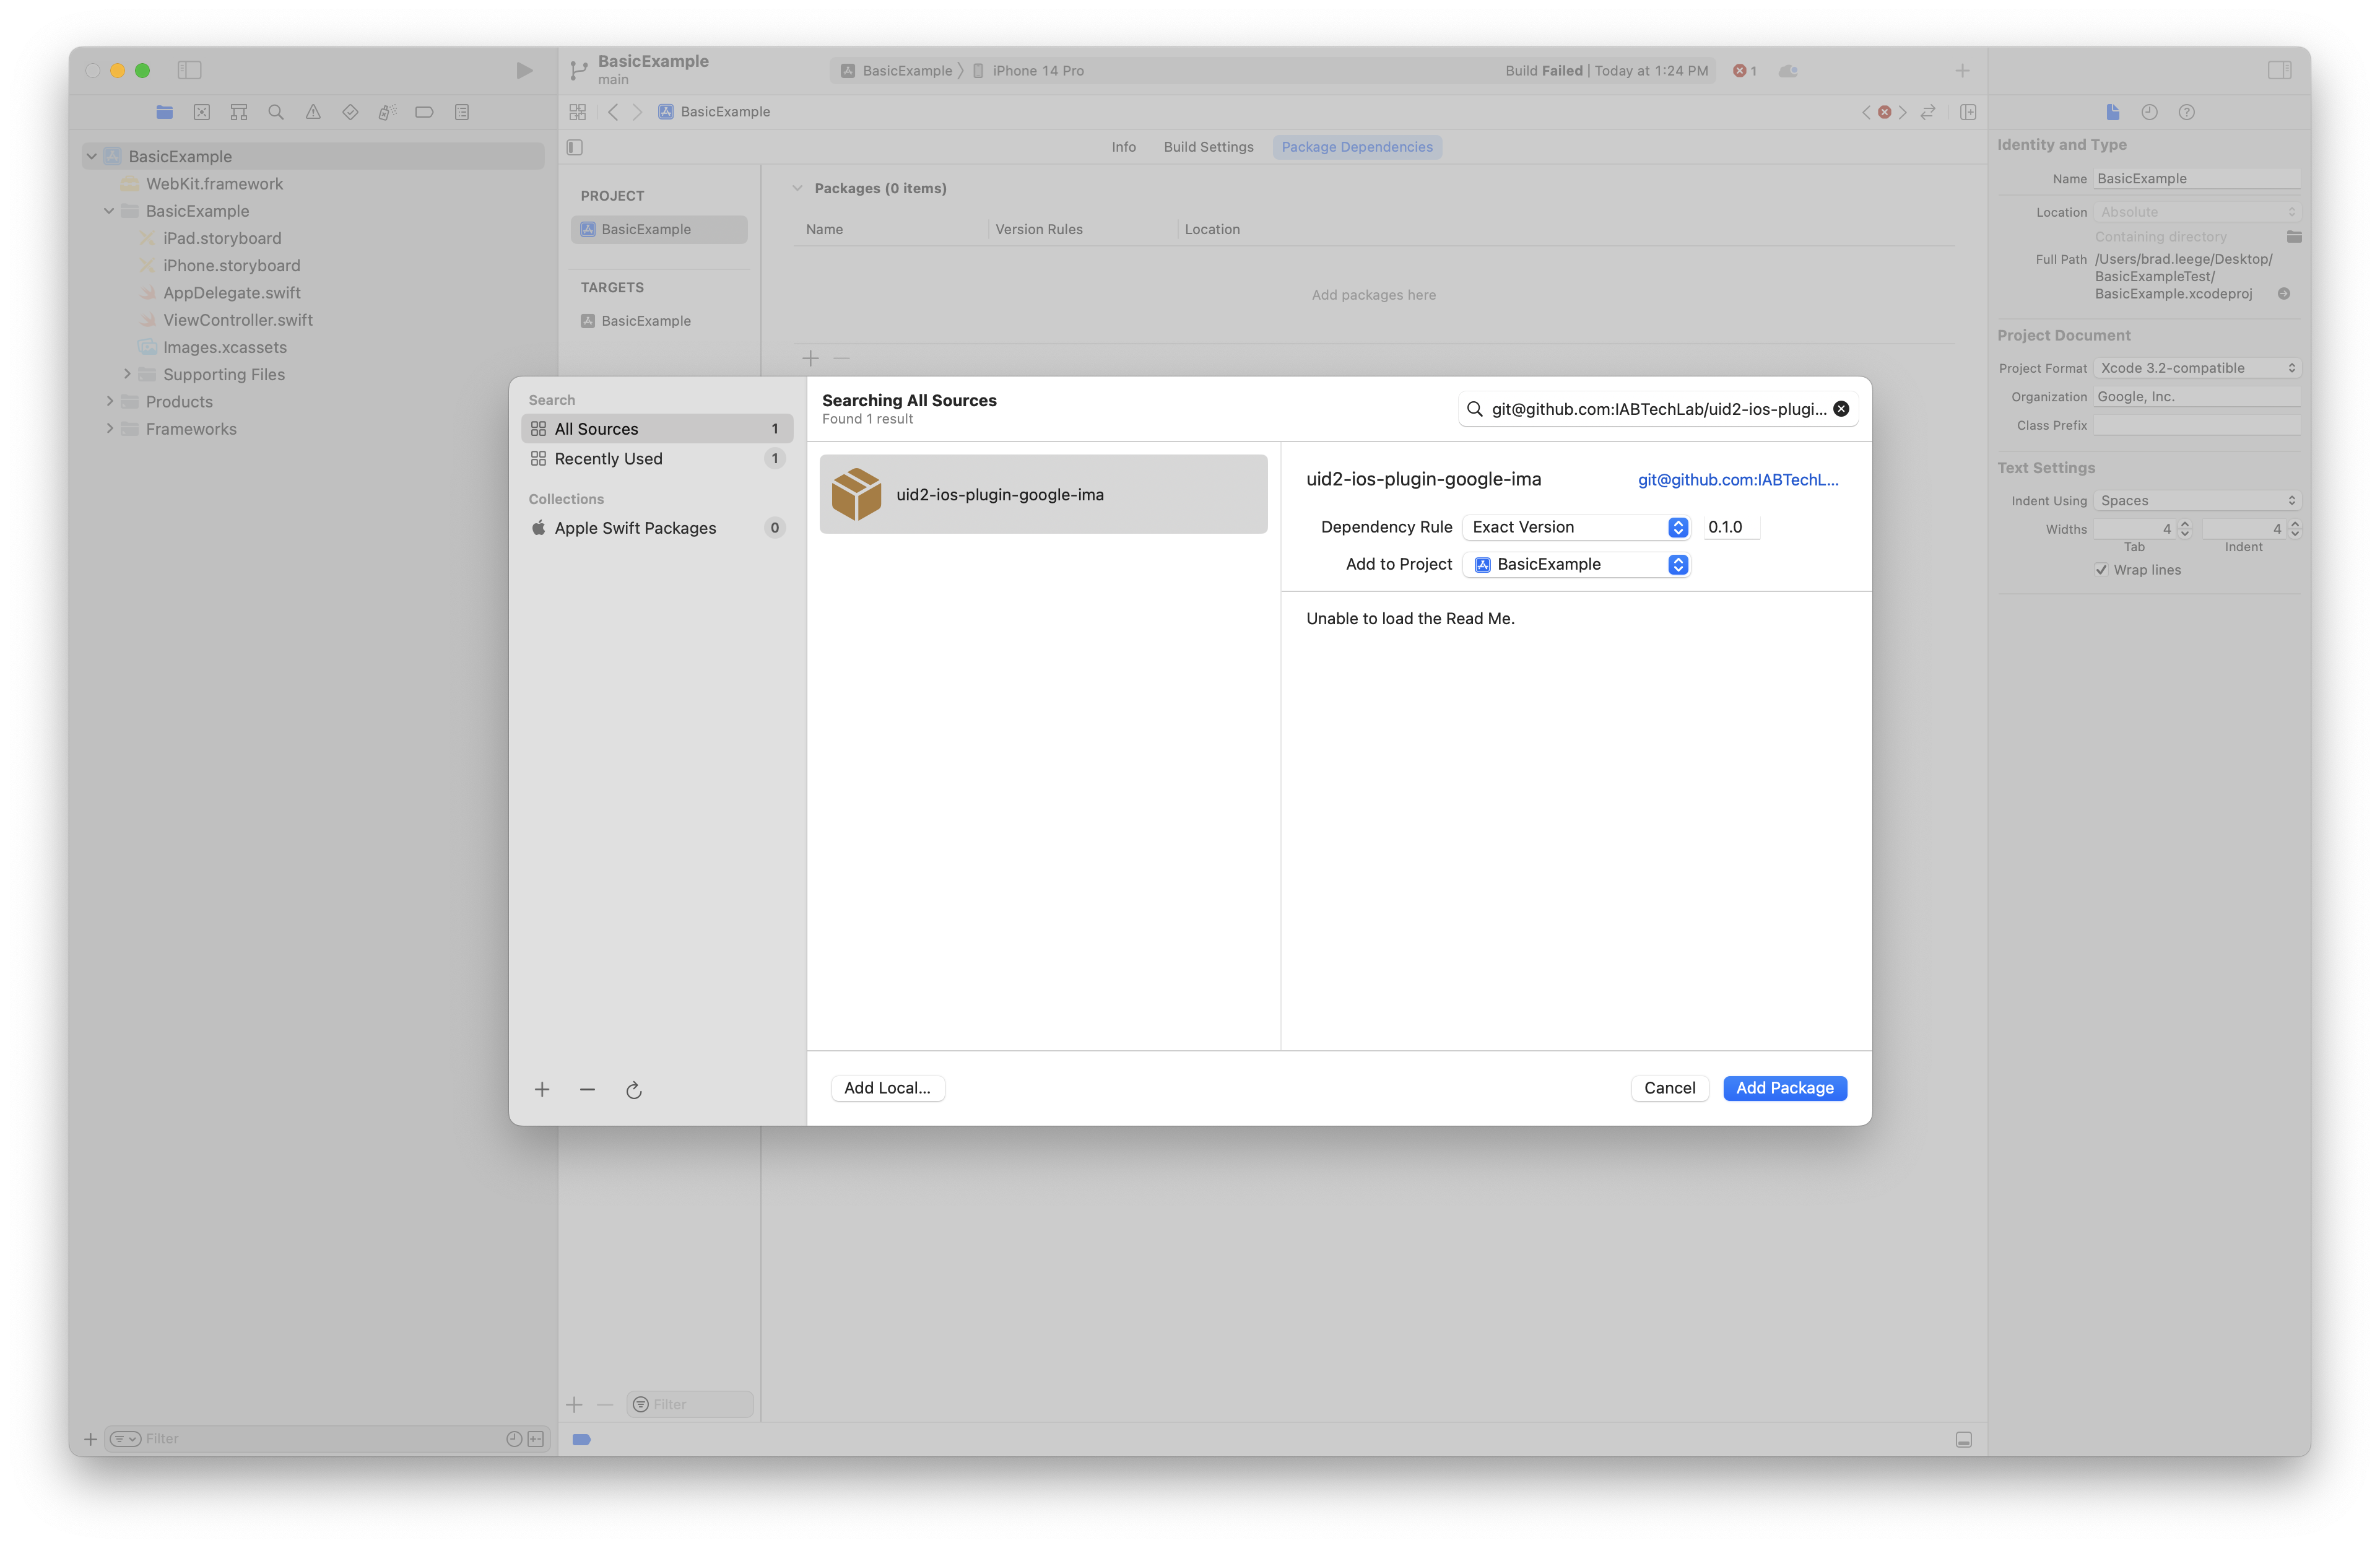 BasicExample
main
BasicExample
iPhone 14 Pro
Build Failed | Today at 1:24 PM
1
BasicExample
Info
Build Settings
Package Dependencies
BasicExample
WebKit.framework
BasicExample
iPad.storyboard
iPhone.storyboard
AppDelegate.swift
ViewController.swift
Images.xcassets
Supporting Files
Products
Frameworks
Filter
PROJECT
BasicExample
TARGETS
BasicExample
Filter
Packages (0 items)
Name
Version Rules
Location
Add packages here
Search
All Sources
1
Recently Used
1
Collections
Apple Swift Packages
0
Searching All Sources
Found 1 result
git@github.com:IABTechLab/uid2-ios-plugi...
uid2-ios-plugin-google-ima
uid2-ios-plugin-google-ima
git@github.com:IABTechL...
Dependency Rule
Exact Version
0.1.0
Add to Project
BasicExample
Unable to load the Read Me.
Add Local...
Cancel
Add Package
Identity and Type
Name
BasicExample
Location
Absolute
Containing directory
Full Path
/Users/brad.leege/Desktop/
BasicExampleTest/
BasicExample.xcodeproj
Project Document
Project Format
Xcode 3.2-compatible
Organization
Google, Inc.
Class Prefix
Text Settings
Indent Using
Spaces
Widths
4
4
Tab
Indent
Wrap lines